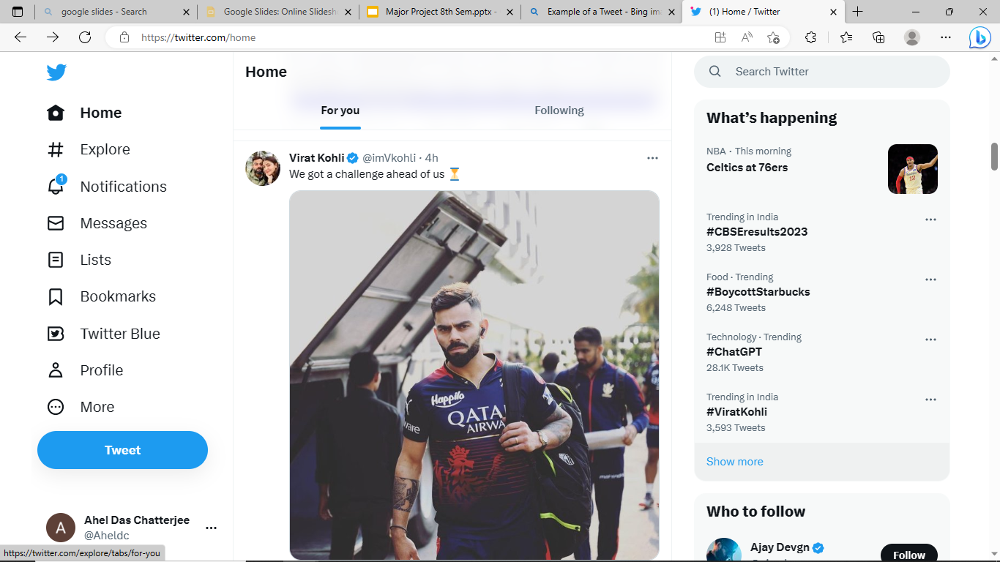 google slides - Search
Google Slides: Online Slidesh
Major Project 8th Sem.pptx -
Example of a Tweet - Bing im
(1) Home / Twitter
https://twitter.com/home
Home
Explore
1
Notifications
Messages
Lists
Bookmarks
Twitter Blue
Profile
More
Tweet
A
Ahel Das Chatterjee
@Aheldc
https://twitter.com/explore/tabs/for-you
Home
For you
Following
Virat Kohli @imVkohli · 4h
We got a challenge ahead of us ⏳
Happilo
QATAR
AIRWA
ware
Search Twitter
What's happening
NBA · This morning
Celtics at 76ers
12
Trending in India
#CBSEresults2023
3,928 Tweets
Food · Trending
#BoycottStarbucks
6,248 Tweets
Technology · Trending
#ChatGPT
28.1K Tweets
Trending in India
#ViratKohli
3,593 Tweets
Show more
Who to follow
Ajay Devgn
Follow